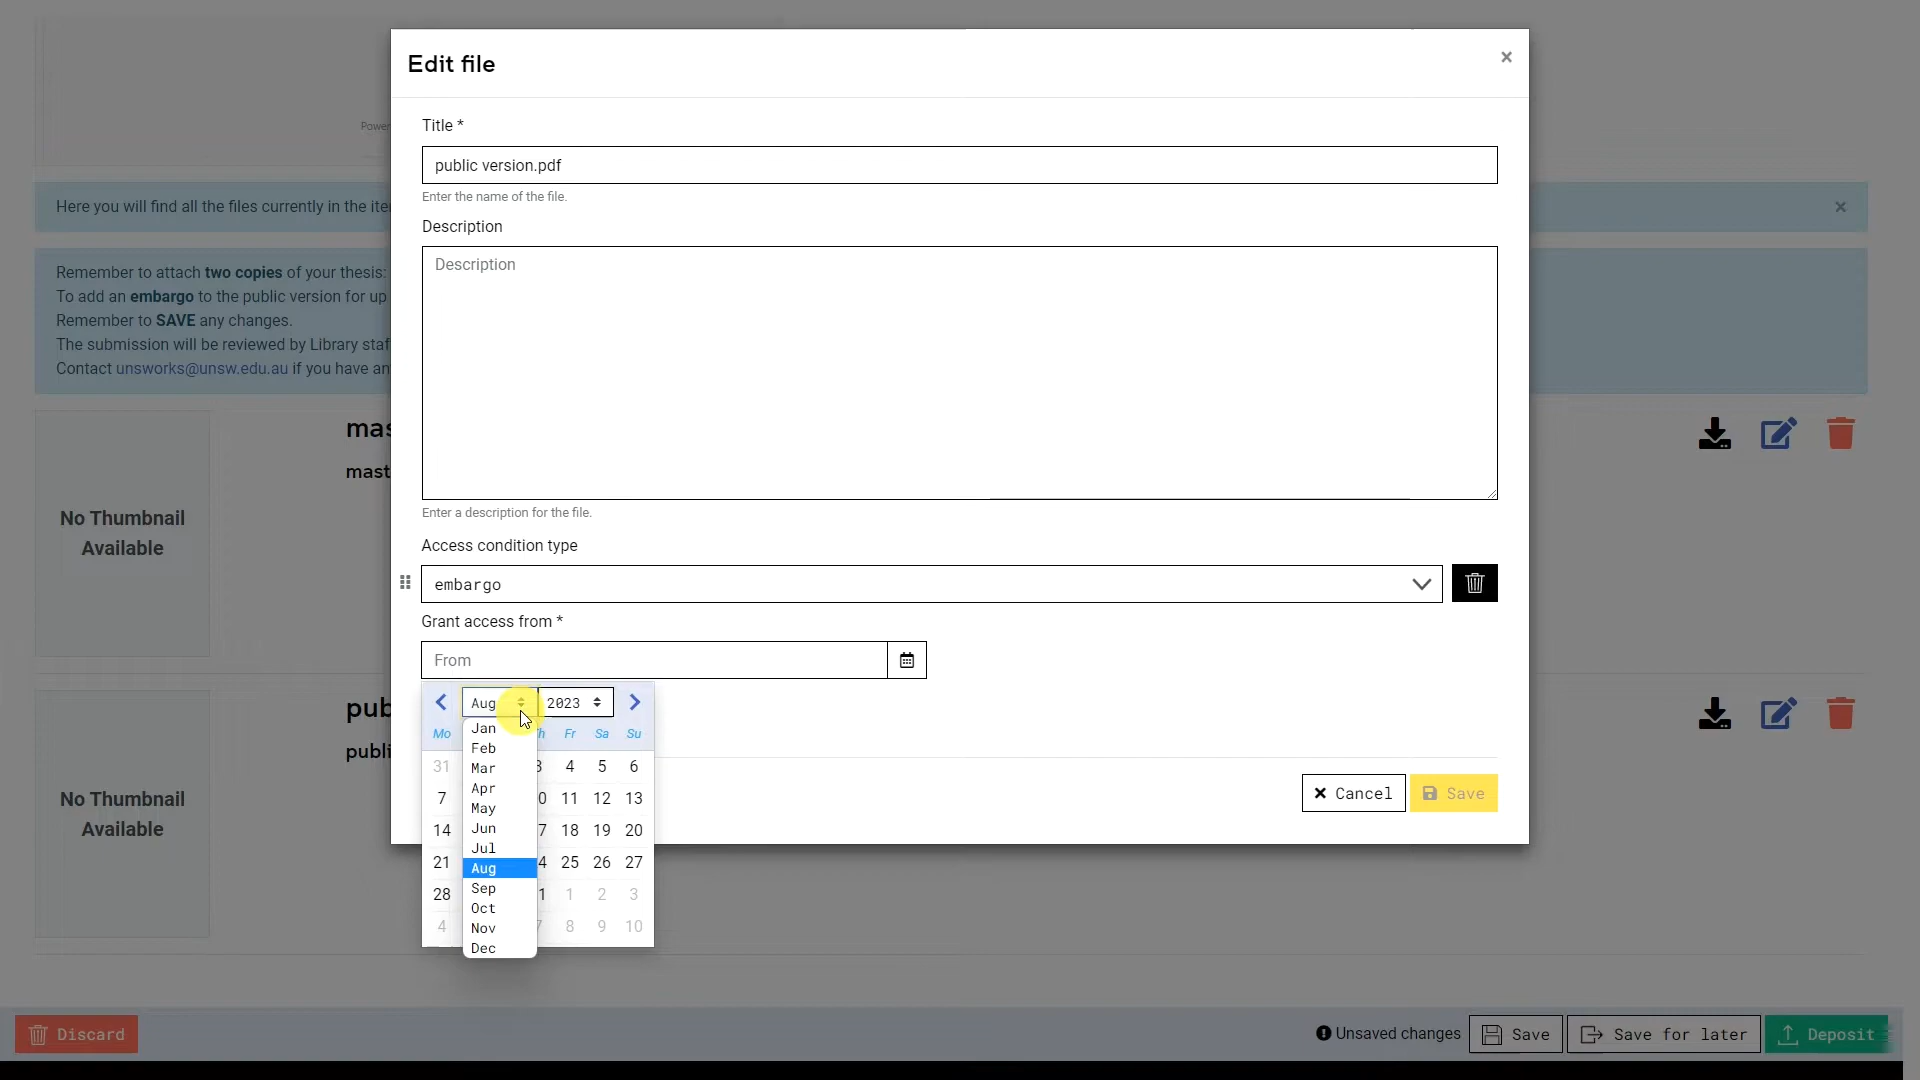 Edit file
×
Title *
public version.pdf
Enter the name of the file.
Description
Description
Enter a description for the file.
Access condition type
embargo
Grant access from *
From
Aug 2023
Mo Fr Sa Su
31 4 5 6
7 11 12 13
14 18 19 20
21 25 26 27
28 1 2 3
4 8 9 10
Jan
Feb
Mar
Apr
May
Jun
Jul
Aug
Sep
Oct
Nov
Dec
× Cancel Save
Here you will find all the files currently in the
×
Remember to attach two copies of your thesis:
To add an embargo to the public version for up
Remember to SAVE any changes.
The submission will be reviewed by Library
Contact unsworks@unsw.edu.au if you have
No Thumbnail
Available
No Thumbnail
Available
Discard
Unsaved changes Save Save for later Deposit